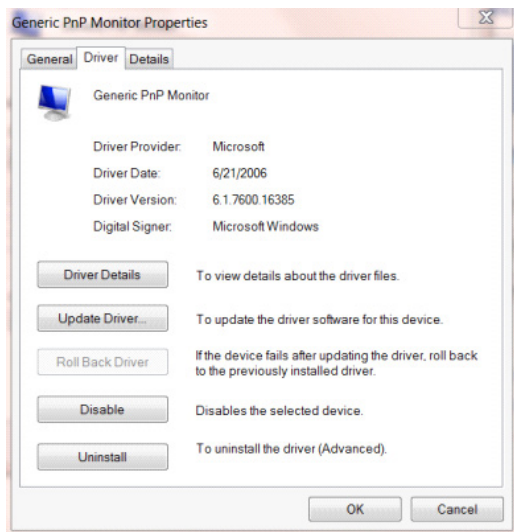 Generic PnP Monitor Properties
General Driver Details
Generic PnP Monitor
Driver Provider: Microsoft
Driver Date: 6/21/2006
Driver Version: 6.1.7600.16385
Digital Signer: Microsoft Windows
Driver Details To view details about the driver files.
Update Driver... To update the driver software for this device.
Roll Back Driver If the device fails after updating the driver, roll back
to the previously installed driver.
Disable Disables the selected device.
Uninstall To uninstall the driver (Advanced).
OK Cancel